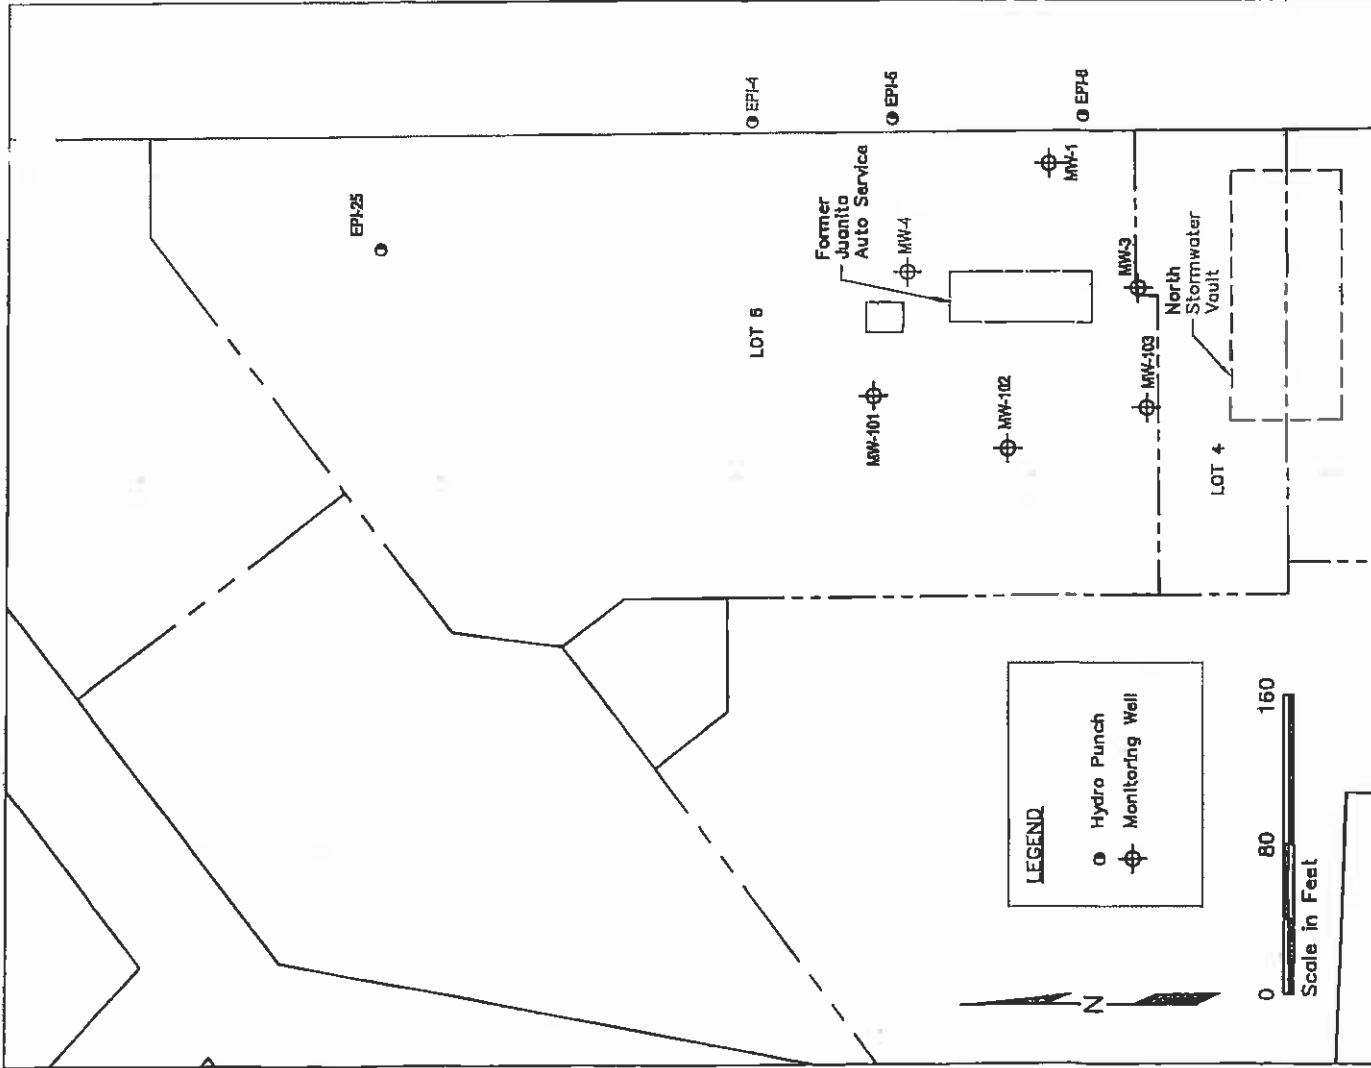 EPI-25
EPI-4
EPI-5
EPI-8
Former
Juanita
Auto Service
MW-4
MW-1
LOT 5
MW-101
MW-102
MW-3
MW-103
North
Stormwater
Vault
LOT 4
LEGEND
Hydro Punch
Monitoring Well
N
0 80 160
Scale in Feet